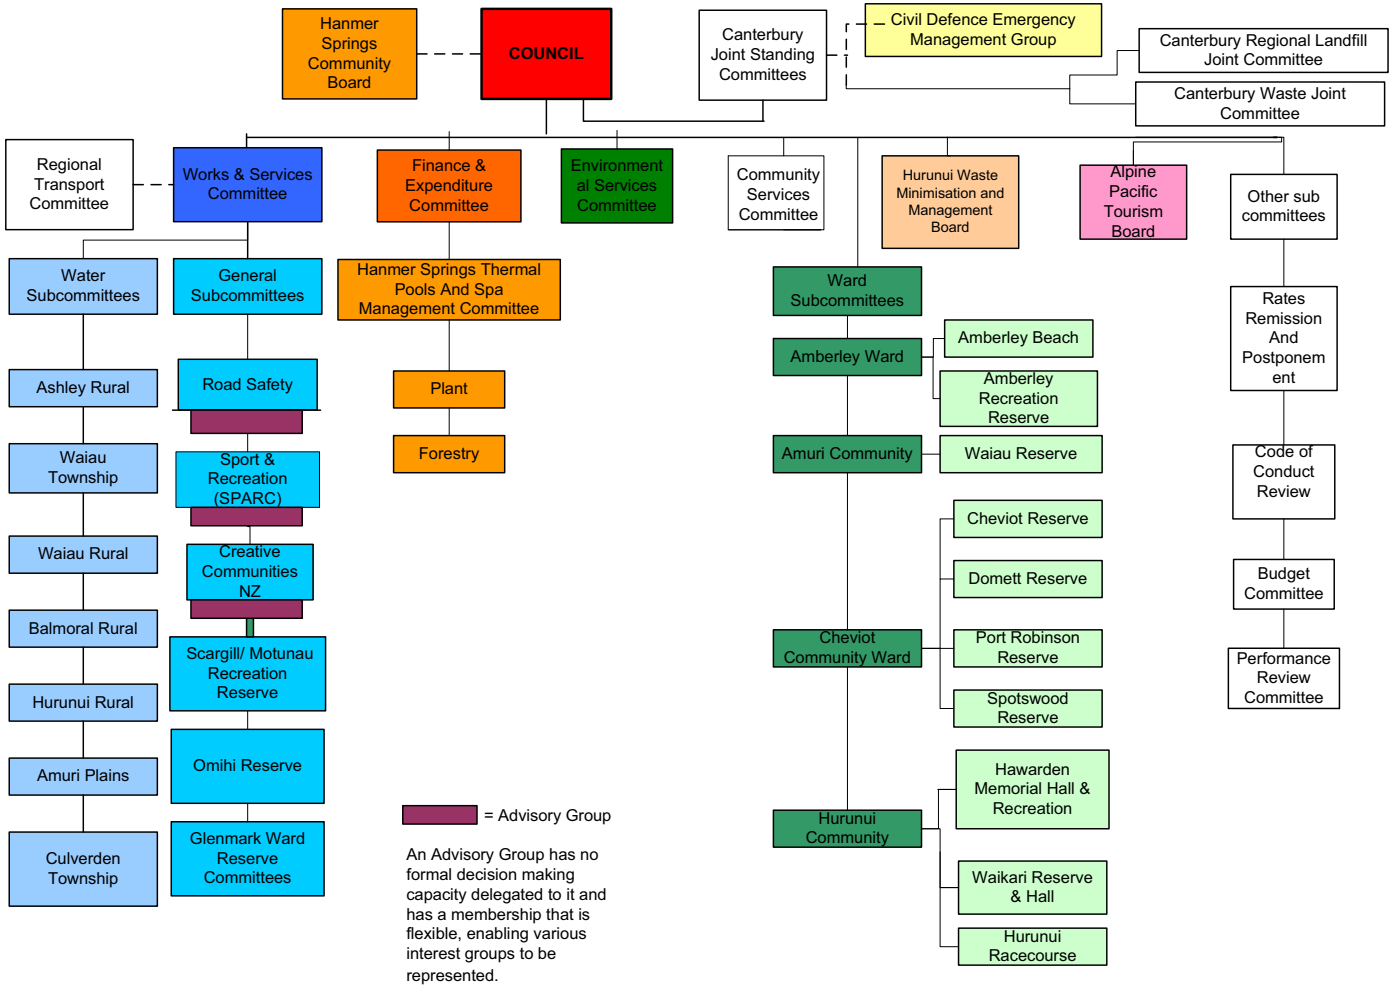 Hanmer
Springs
Community
Board
COUNCIL
Canterbury
Joint Standing
Committees
Civil Defence Emergency
Management Group
Canterbury Regional Landfill
Joint Committee
Canterbury Waste Joint
Committee
Regional
Transport
Committee
Works & Services
Committee
Finance &
Expenditure
Committee
Environment
al Services
Committee
Community
Services
Committee
Hurunui Waste
Minimisation and
Management
Board
Alpine
Pacific
Tourism
Board
Other sub
committees
Water
Subcommittees
Ashley Rural
Waiau
Township
Waiau Rural
Balmoral Rural
Hurunui Rural
Amuri Plains
Culverden
Township
General
Subcommittees
Road Safety
Sport &
Recreation
(SPARC)
Creative
Communities
NZ
Scargill/ Motunau
Recreation
Reserve
Omihi Reserve
Glenmark Ward
Reserve
Committees
Hanmer Springs Thermal
Pools And Spa
Management Committee
Plant
Forestry
Ward
Subcommittees
Amberley Ward
Amberley Beach
Amberley
Recreation
Reserve
Amuri Community
Waiau Reserve
Cheviot
Community Ward
Cheviot Reserve
Domett Reserve
Port Robinson
Reserve
Spotswood
Reserve
Hurunui
Community
Hawarden
Memorial Hall &
Recreation
Waikari Reserve
& Hall
Hurunui
Racecourse
Rates
Remission
And
Postponem
ent
Code of
Conduct
Review
Budget
Committee
Performance
Review
Committee
= Advisory Group
An Advisory Group has no
formal decision making
capacity delegated to it and
has a membership that is
flexible, enabling various
interest groups to be
represented.